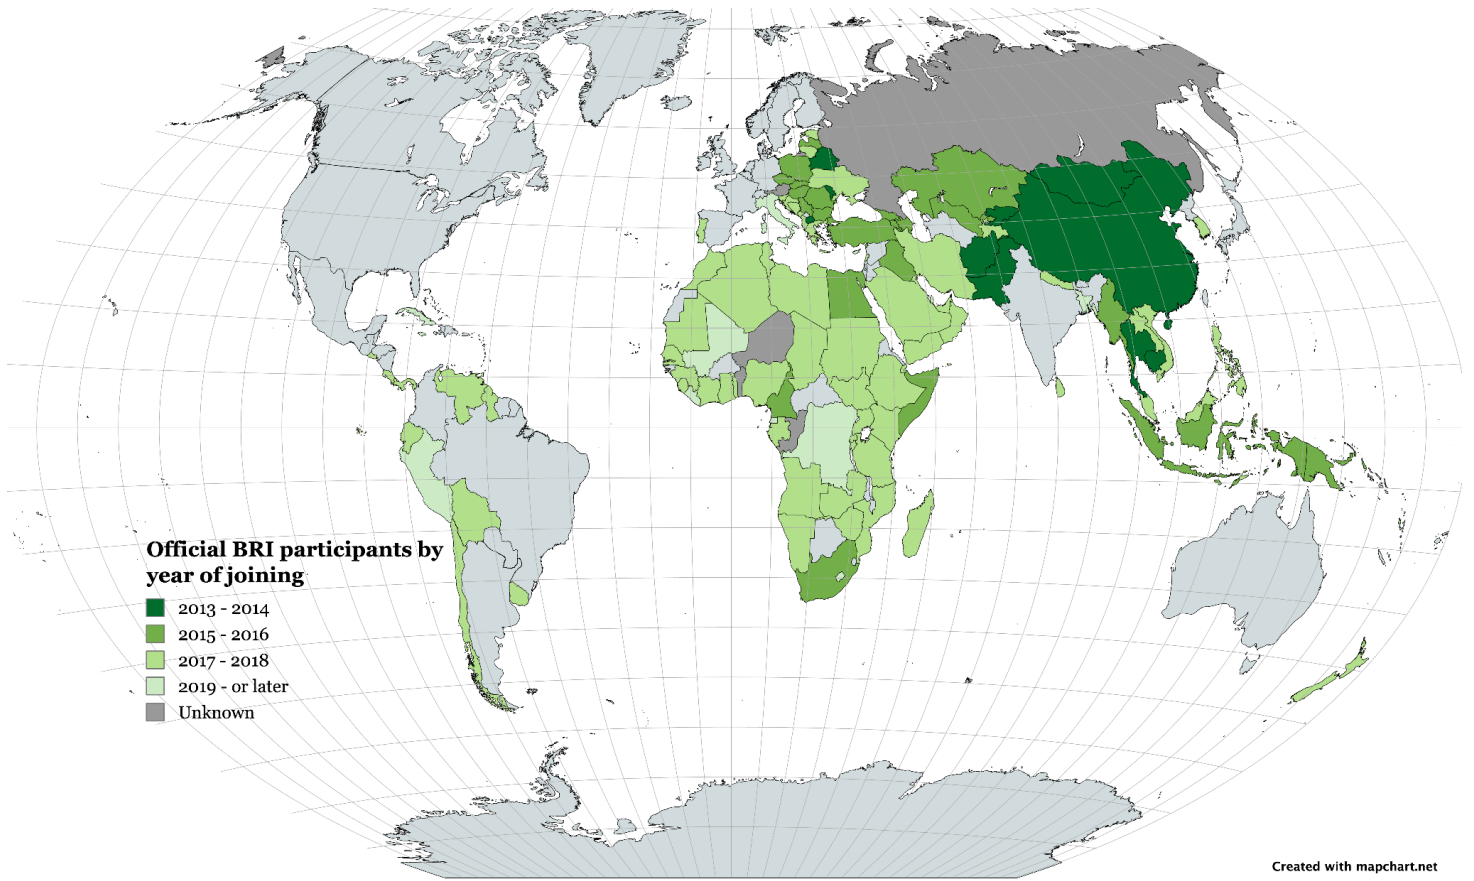 Official BRI participants by
year of joining
2013 - 2014
2015 - 2016
2017 - 2018
2019 - or later
Unknown
Created with mapchart.net